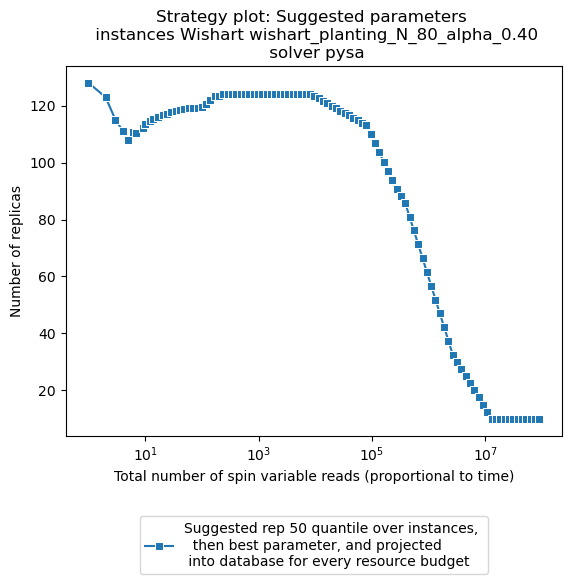 Strategy plot: Suggested parameters
instances Wishart wishart_planting_N_80_alpha_0.40
solver pysa
120
100
80
60
40
20
Number of replicas
10^1
10^3
10^5
10^7
Total number of spin variable reads (proportional to time)
Suggested rep 50 quantile over instances,
then best parameter, and projected
into database for every resource budget